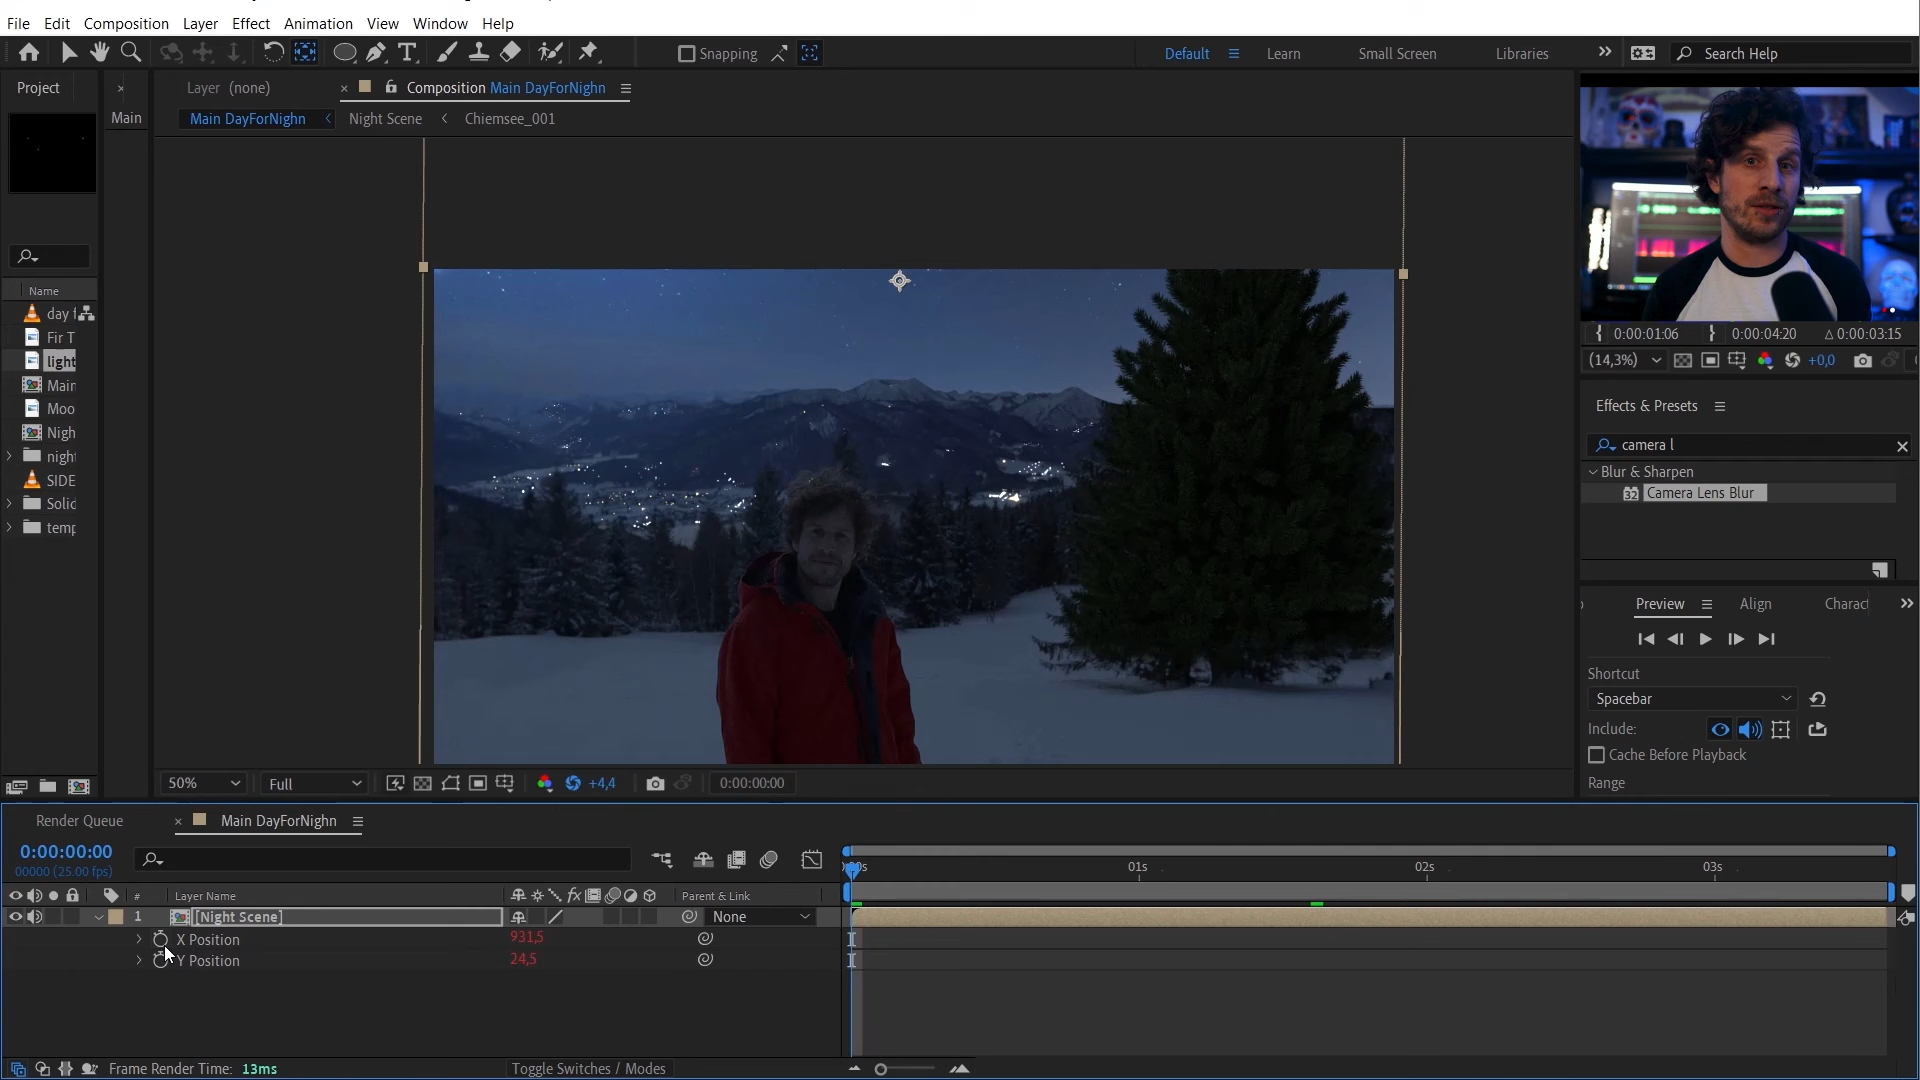 File Edit Composition Layer Effect Animation View Window Help
Snapping
Default Learn Small Screen Libraries Search Help
Project
Layer (none)
Composition Main DayForNighn
Main
Main DayForNighn Night Scene Chiemsee_001
0:00:01:06 0:00:04:20 Δ 0:00:03:15
(14,3%) +0,0
Effects & Presets
camera l
Blur & Sharpen
32 Camera Lens Blur
Name
day f
Fir T
light
Main
Moo
Nigh
night
SIDE
Solid
temp
Preview Align Charact
Shortcut
Spacebar
Include:
Cache Before Playback
Range
50% Full +4,4 0:00:00:00
Render Queue Main DayForNighn
0:00:00:00
00000 (25.00 fps)
01s 02s 03s
# Layer Name fx Parent & Link
1 [Night Scene] None
X Position 931,5
Y Position 24,5
Frame Render Time: 13ms Toggle Switches / Modes